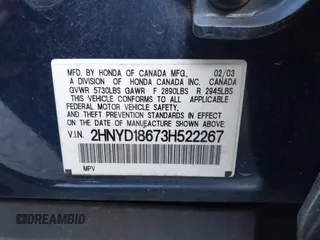 MFD. BY HONDA OF CANADA MFG. 02/03
A DIVISION OF HONDA CANADA INC. CANADA
GVWR 5730LBS GAWR F 2890LBS R 2945LBS
THIS VEHICLE CONFORMS TO ALL APPLICABLE
FEDERAL MOTOR VEHICLE SAFETY AND
THEFT PREVENTION STANDARDS IN EFFECT ON
THE DATE OF MANUFACTURE SHOWN ABOVE.
V.I.N. 2HNYD18673H522267
MPV
DREAMBID